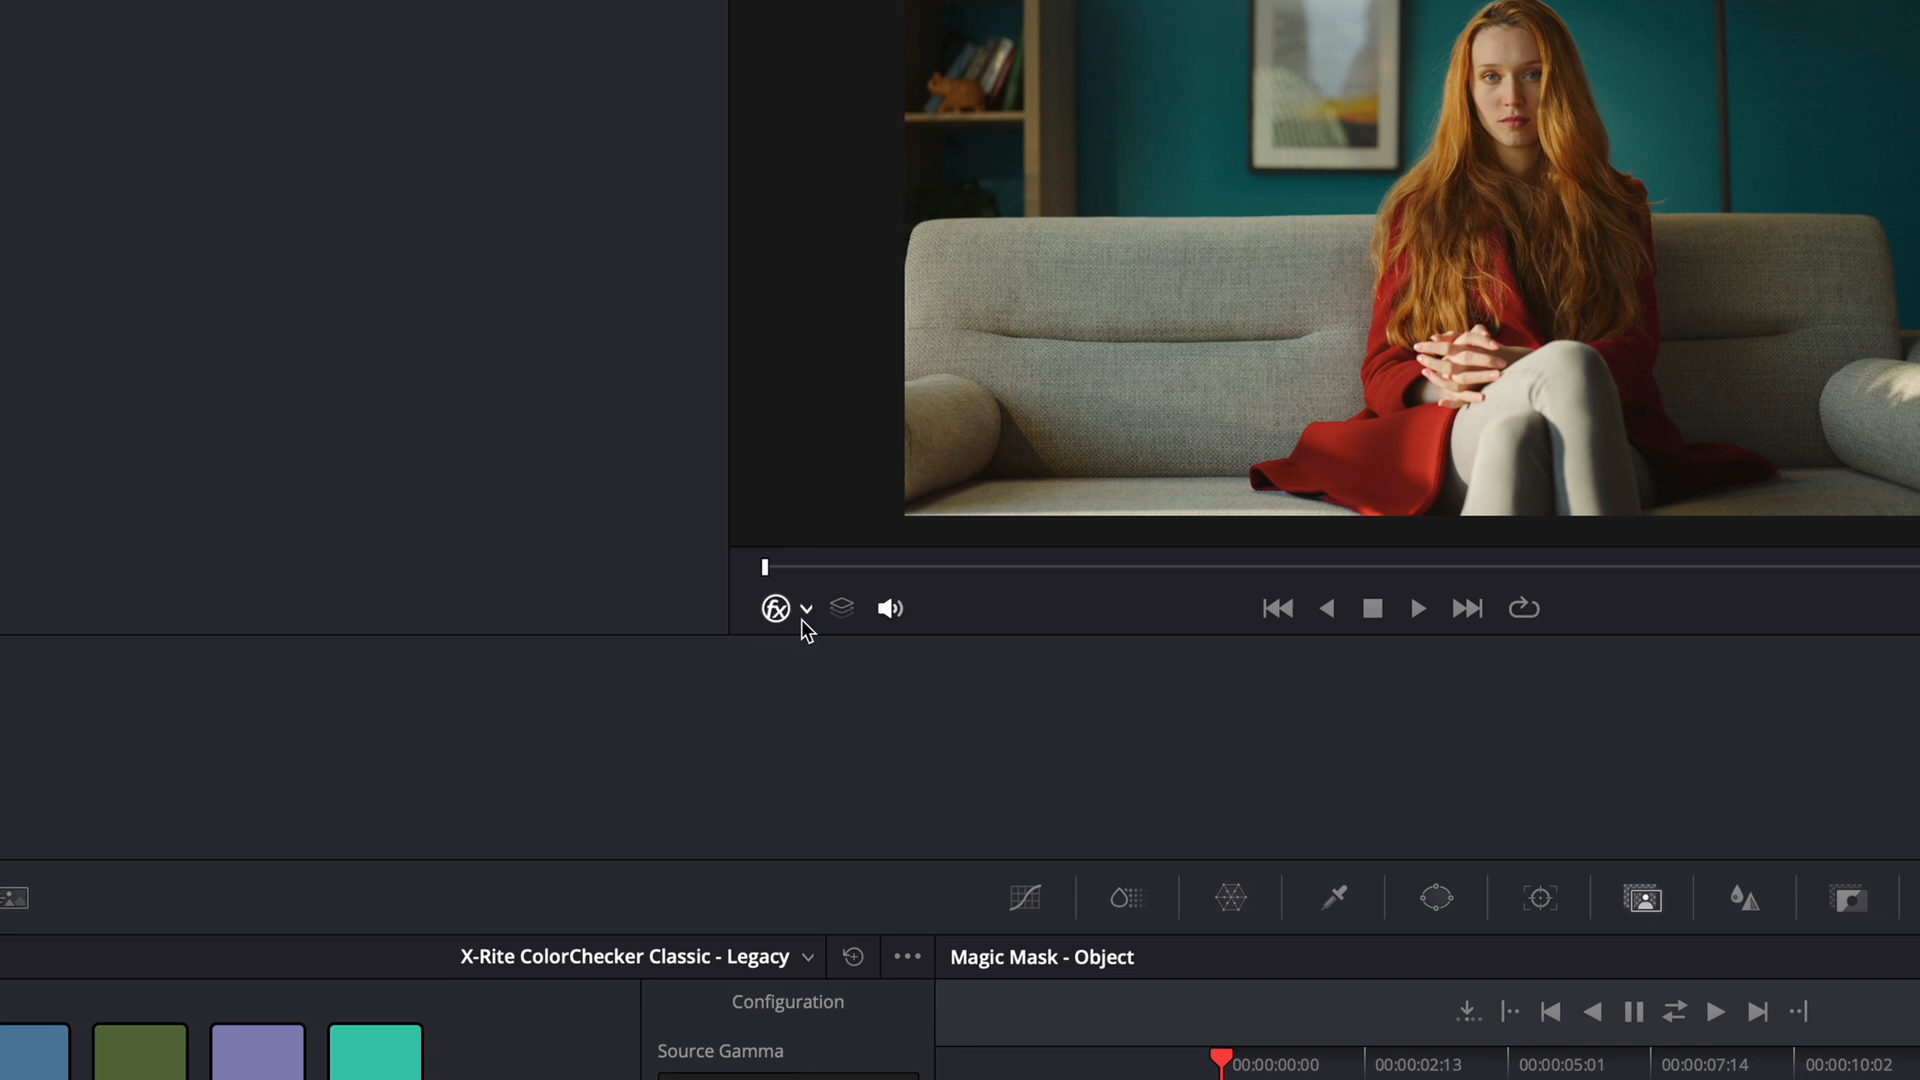 fx
X-Rite ColorChecker Classic - Legacy
Magic Mask - Object
Configuration
Source Gamma
00:00:00:00
00:00:02:13
00:00:05:01
00:00:07:14
00:00:10:02